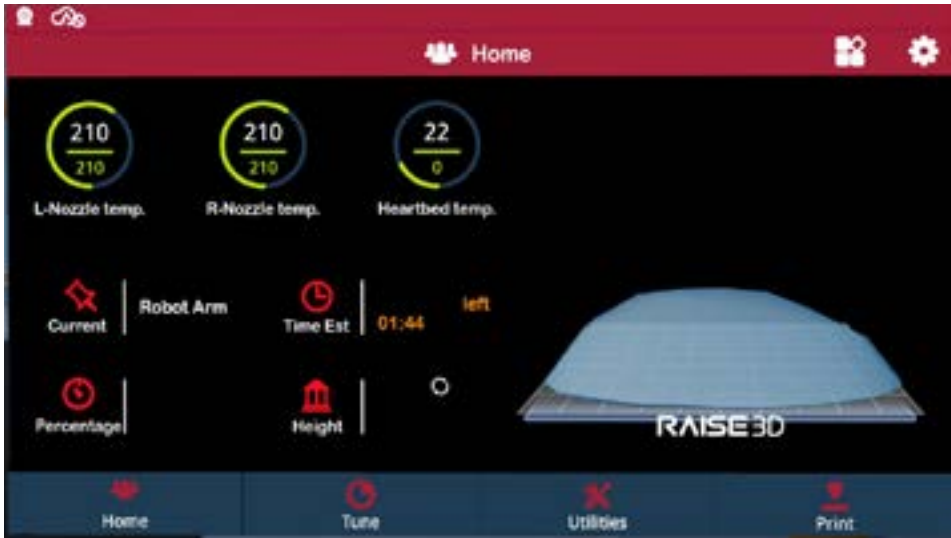 Home
210
210
L-Nozzle temp.
210
210
R-Nozzle temp.
22
0
Heartbed temp.
Current
Robot Arm
Time Est
01:44
left
Percentage
Height
RAISE3D
Home
Tune
Utilities
Print